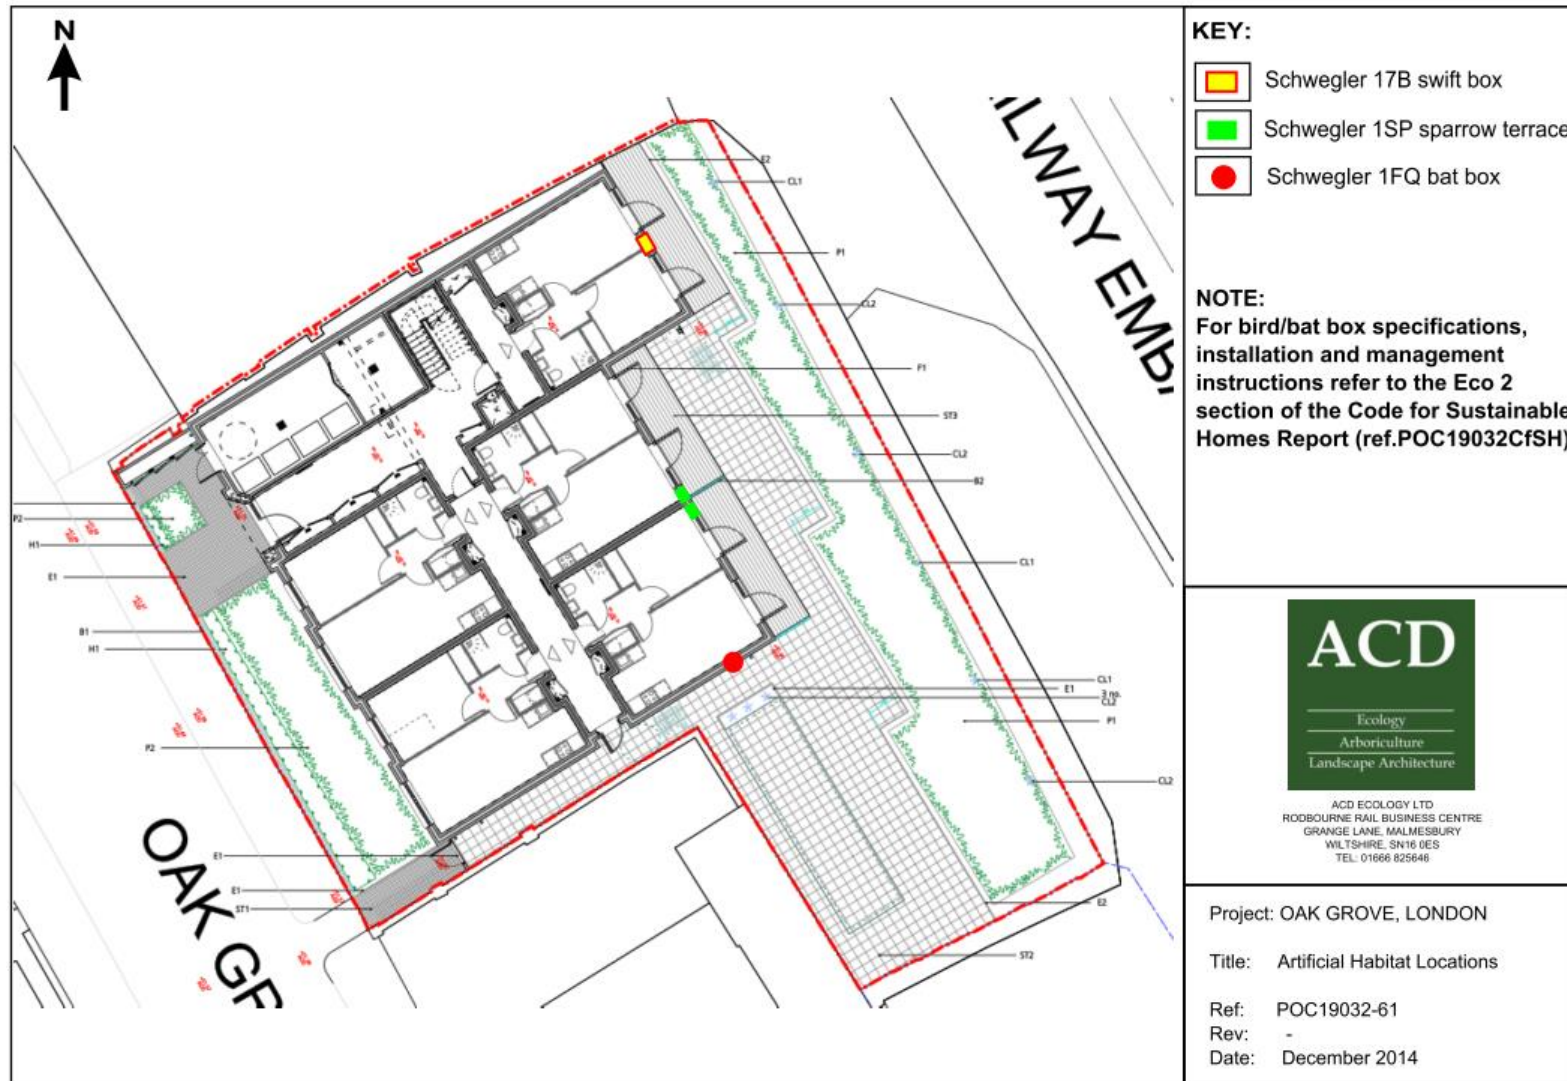 N
E2
CL1
P1
CL2
F1
ST3
CL2
B2
CL1
CL1
E1
3 no.
CL2
P1
CL2
E2
ST2
P2
H1
E1
B1
H1
P2
E1
E1
ST1
OAK GR
ILWAY EMB
KEY:
Schwegler 17B swift box
Schwegler 1SP sparrow terrace
Schwegler 1FQ bat box
NOTE:
For bird/bat box specifications,
installation and management
instructions refer to the Eco 2
section of the Code for Sustainable
Homes Report (ref.POC19032CfSH)
ACD
Ecology
Arboriculture
Landscape Architecture
ACD ECOLOGY LTD
RODBOURNE RAIL BUSINESS CENTRE
GRANGE LANE, MALMESBURY
WILTSHIRE, SN16 0ES
TEL: 01666 825646
Project: OAK GROVE, LONDON
Title: Artificial Habitat Locations
Ref: POC19032-61
Rev: -
Date: December 2014